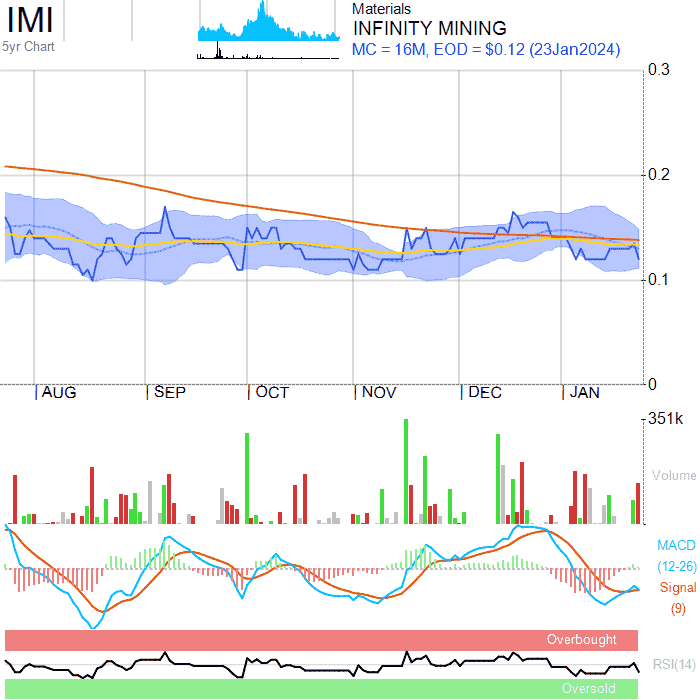 IMI
5yr Chart
Materials
INFINITY MINING
MC = 16M, EOD = $0.12 (23Jan2024)
0.3
0.2
0.1
0
AUG
SEP
OCT
NOV
DEC
JAN
351k
Volume
MACD
(12-26)
Signal
(9)
Overbought
RSI(14)
Oversold